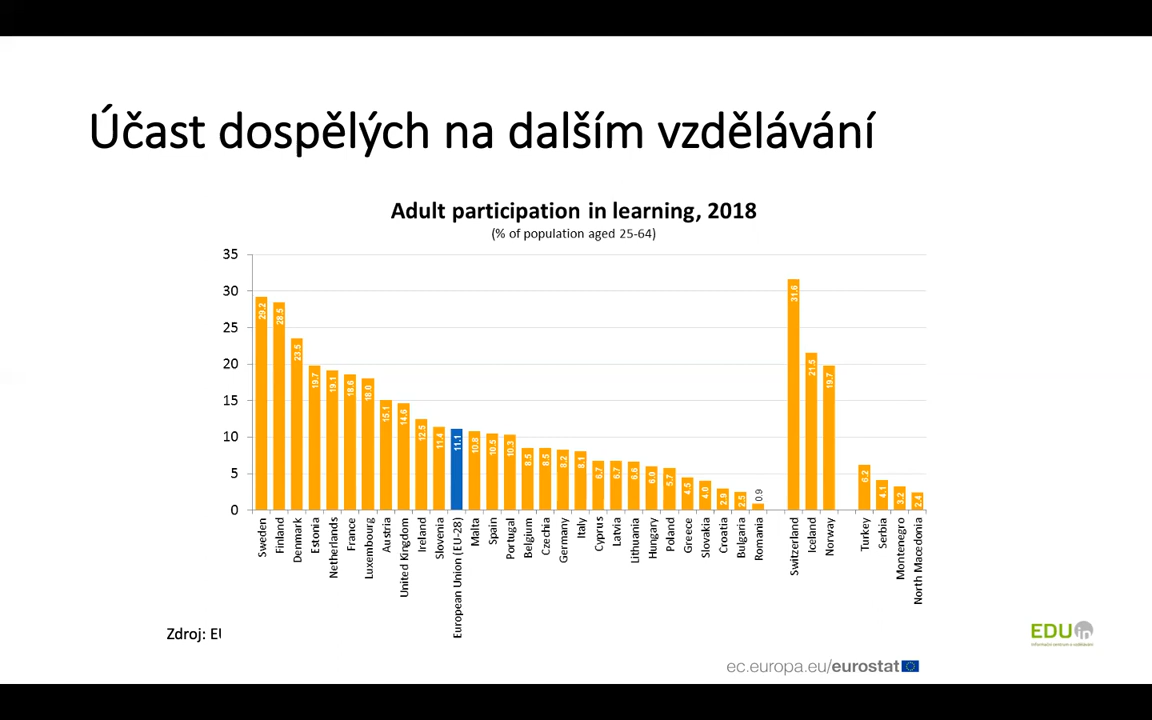 Účast dospělých na dalším vzdělávání
Adult participation in learning, 2018
(% of population aged 25-64)
35
30
25
20
15
10
5
0
29.2
28.5
23.5
19.7
19.1
18.6
18.0
15.1
14.6
12.5
11.4
11.1
10.8
10.5
10.3
8.5
8.5
8.2
8.1
6.7
6.7
6.6
6.0
5.7
4.5
4.0
2.9
2.5
0.9
31.6
21.5
19.7
6.2
4.1
3.2
2.4
Sweden
Finland
Denmark
Estonia
Netherlands
France
Luxembourg
Austria
United Kingdom
Ireland
Slovenia
European Union (EU-28)
Malta
Spain
Portugal
Belgium
Czechia
Germany
Italy
Cyprus
Latvia
Lithuania
Hungary
Poland
Greece
Slovakia
Croatia
Bulgaria
Romania
Switzerland
Iceland
Norway
Turkey
Serbia
Montenegro
North Macedonia
Zdroj:
EDUin
informační centrum o vzdělávání
ec.europa.eu/eurostat